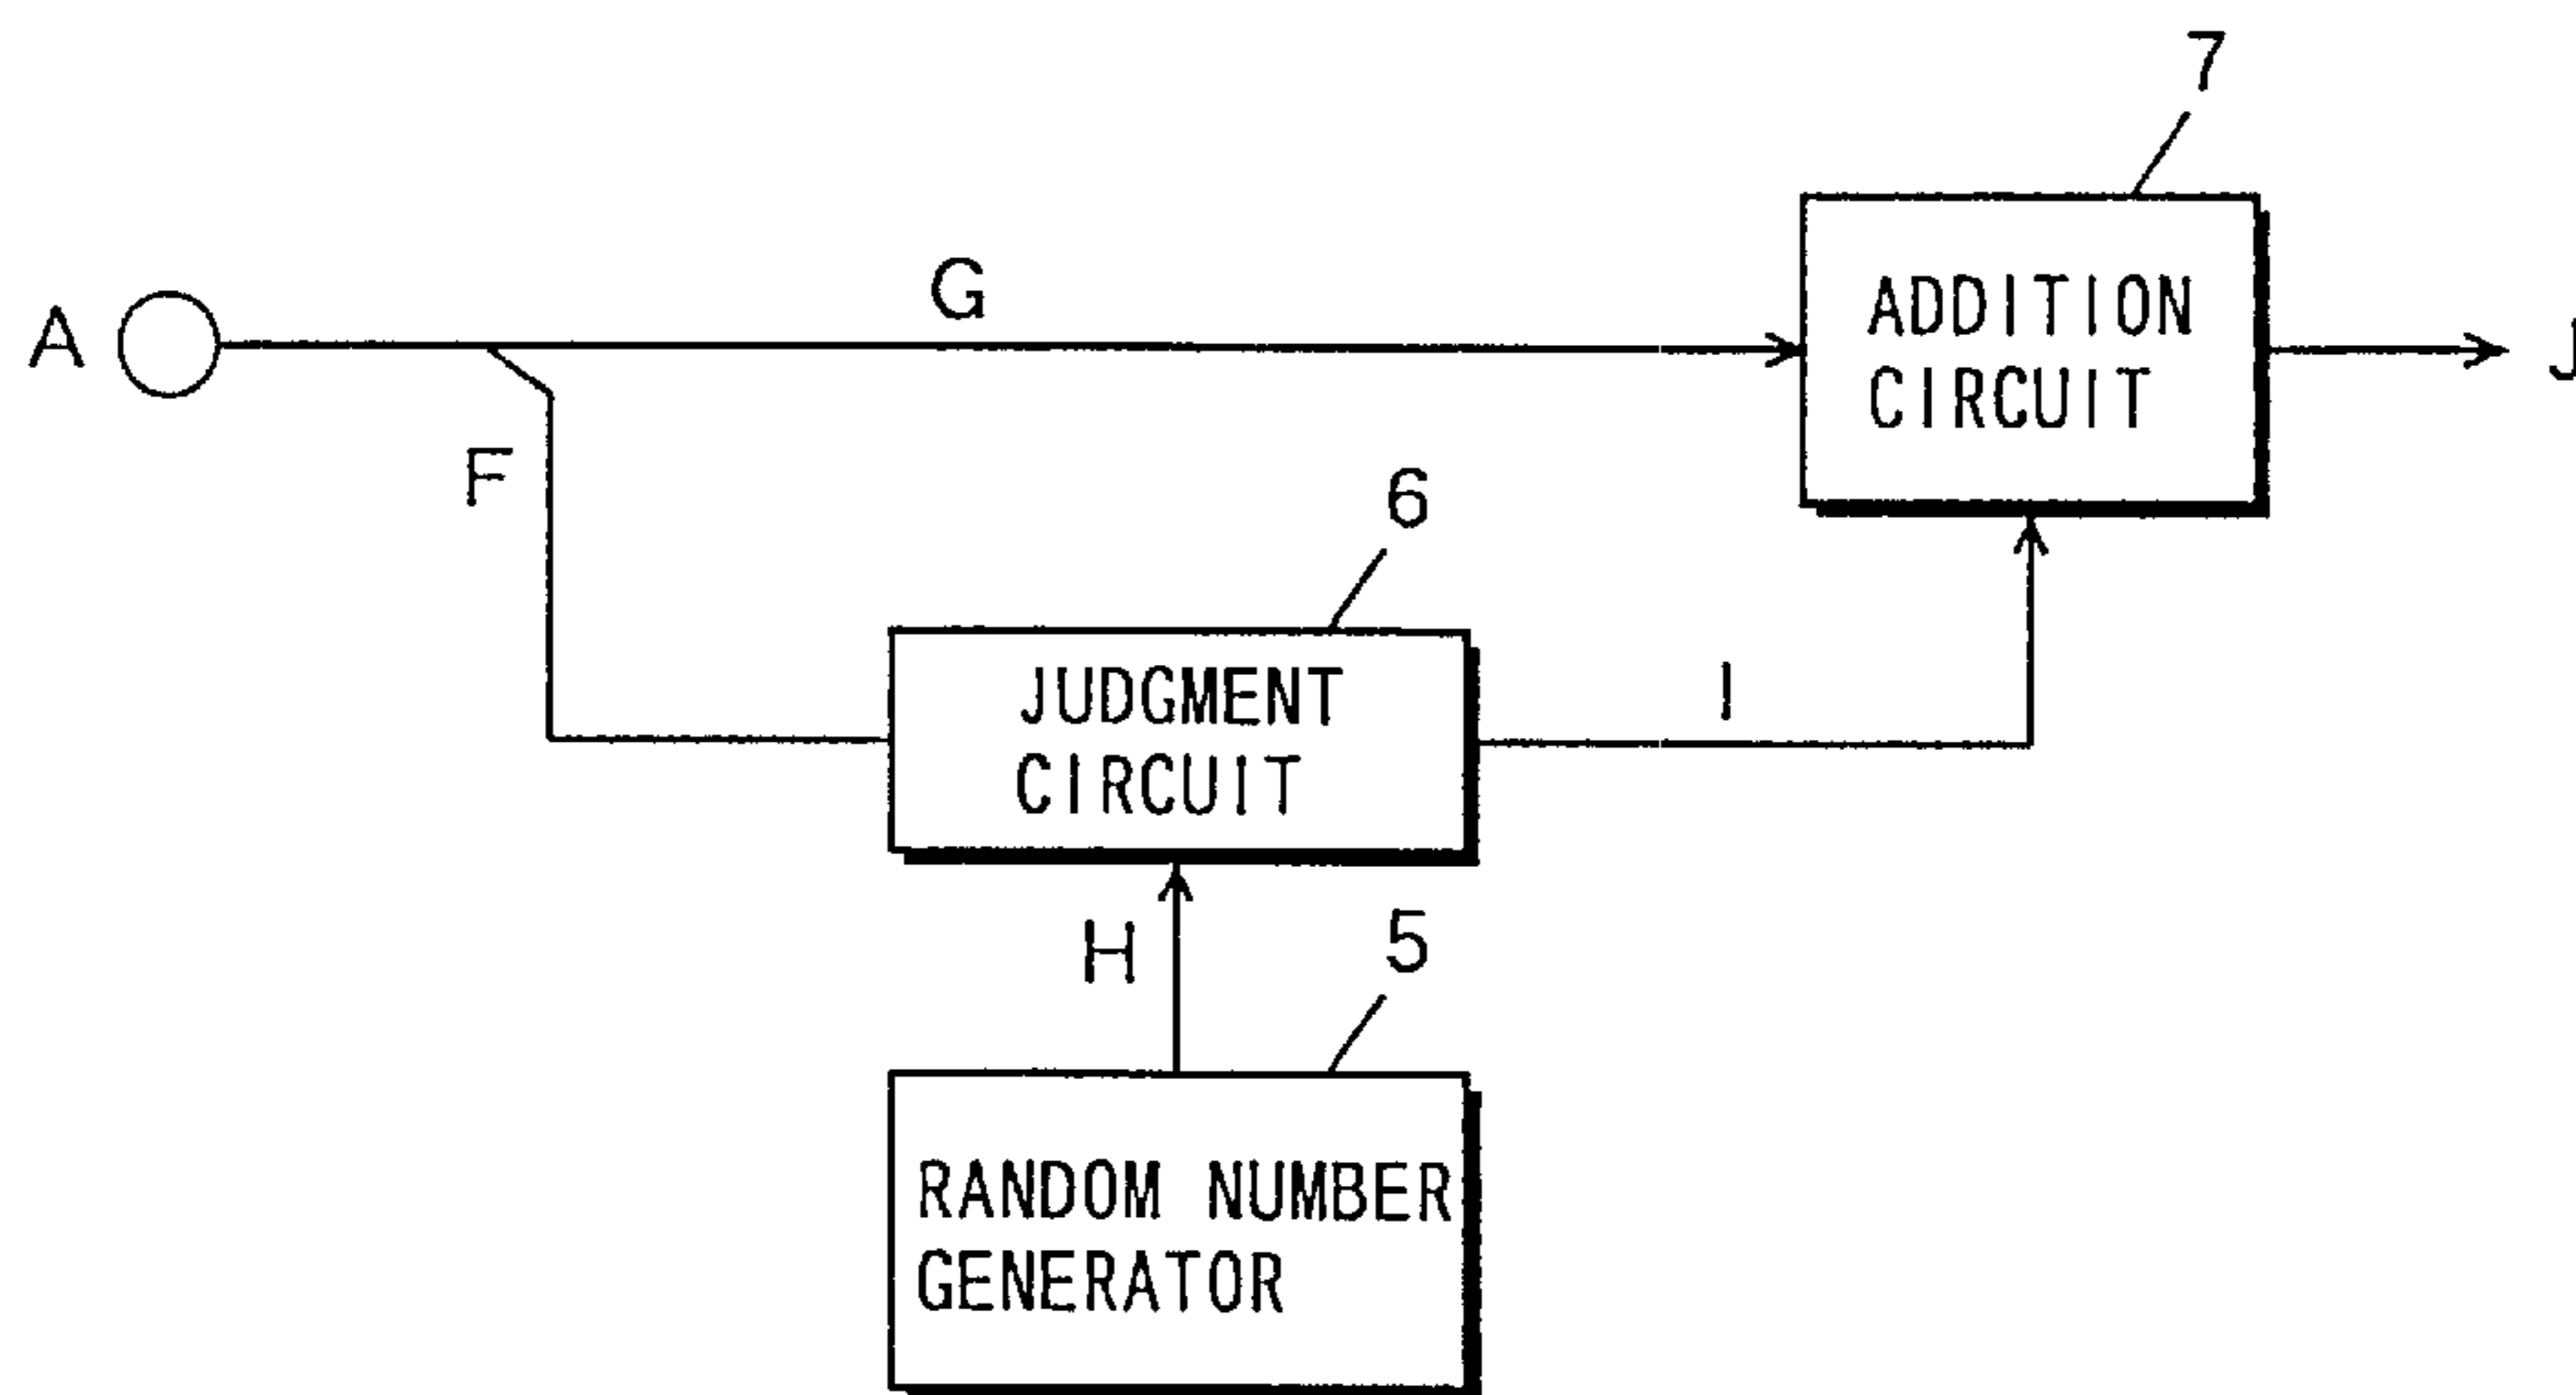 7
A
G
ADDITION
CIRCUIT
J
F
6
JUDGMENT
CIRCUIT
I
H
5
RANDOM NUMBER
GENERATOR